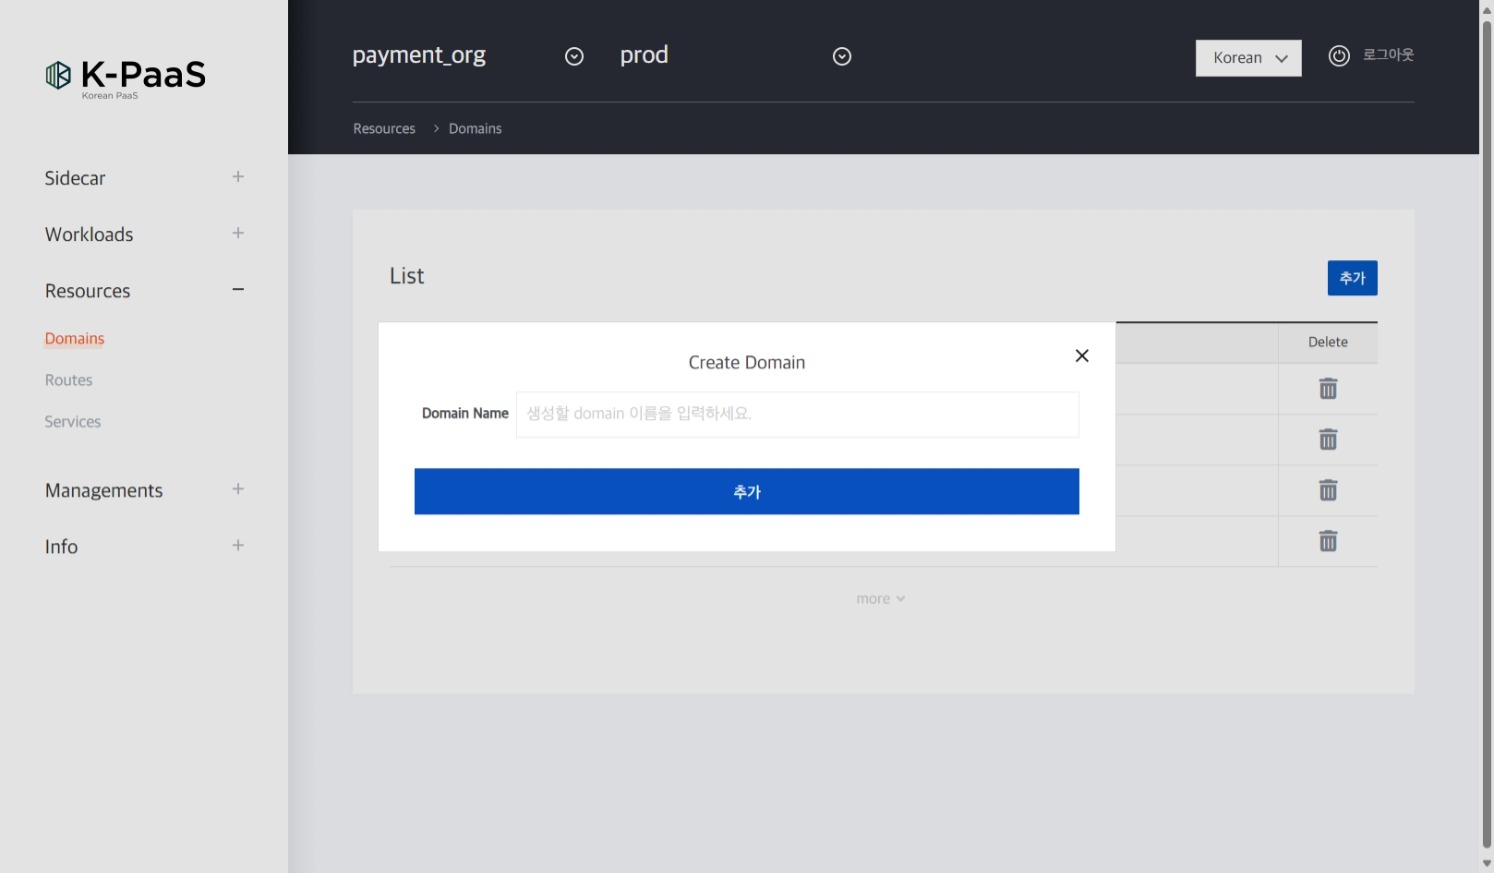 K-PaaS
Korean PaaS
payment_org
prod
Korean
로그아웃
Resources > Domains
Sidecar
Workloads
Resources
Domains
Routes
Services
Managements
Info
List
추가
Delete
Create Domain
Domain Name
생성할 domain 이름을 입력하세요.
추가
more